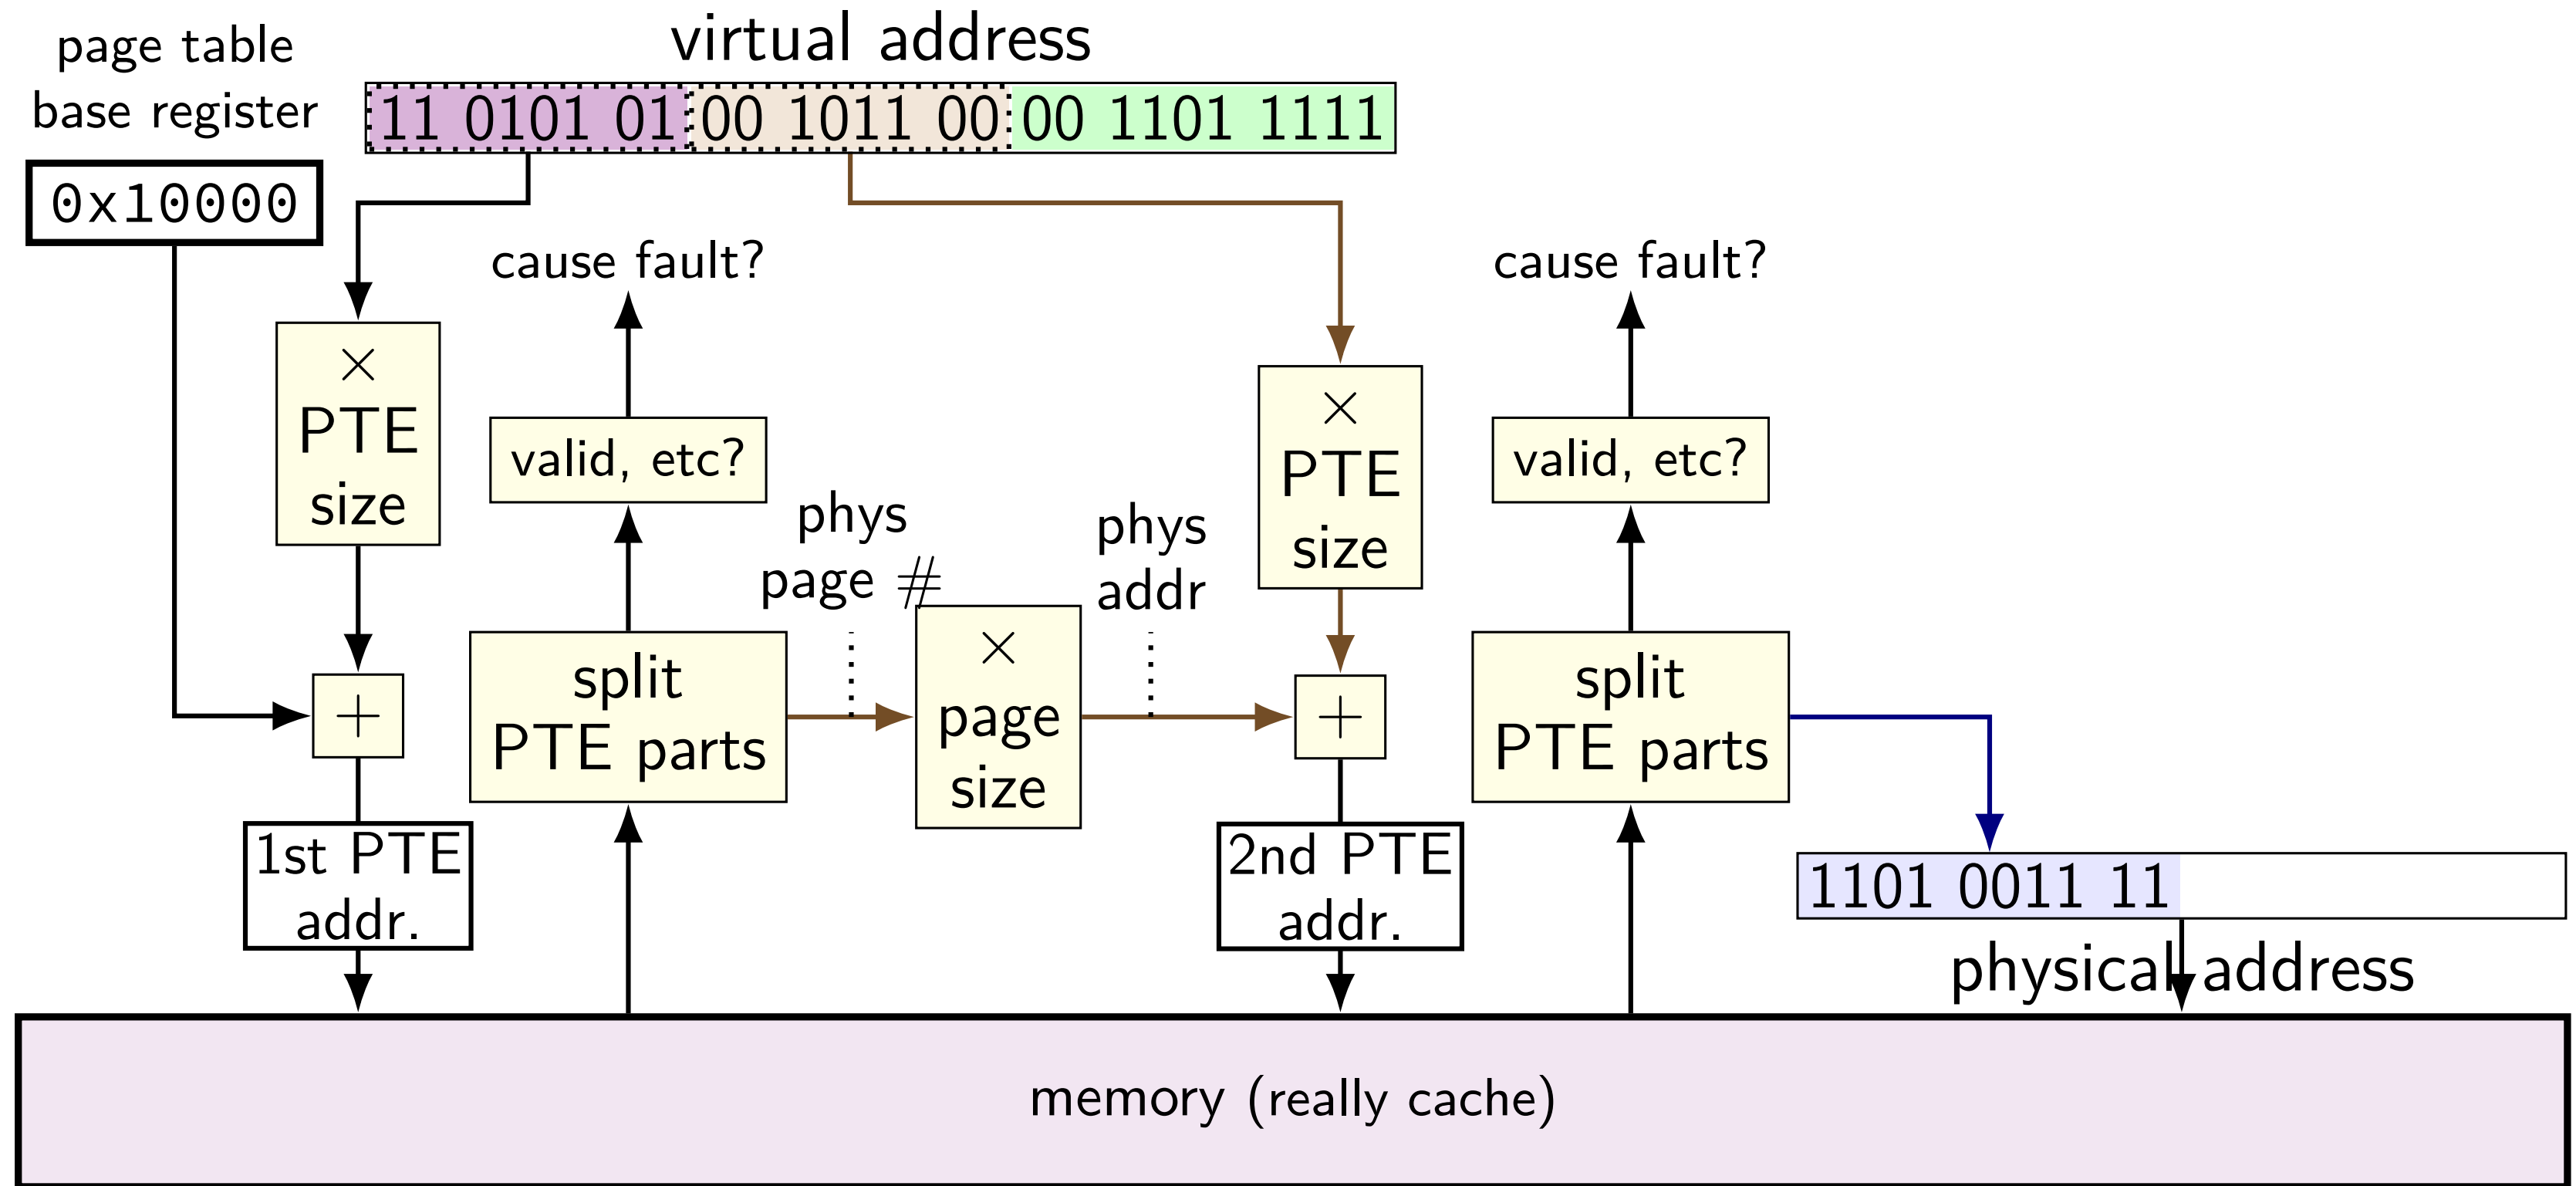 virtual address
page table
base register
11 0101 01 00 1011 00 00 1101 1111
0x10000
cause fault?
cause fault?
×
PTE
size
×
PTE
size
valid, etc?
valid, etc?
phys
page #
phys
addr
split
PTE parts
×
page
size
split
PTE parts
+
+
1st PTE
addr.
2nd PTE
addr.
1101 0011 11
physical address
memory (really cache)